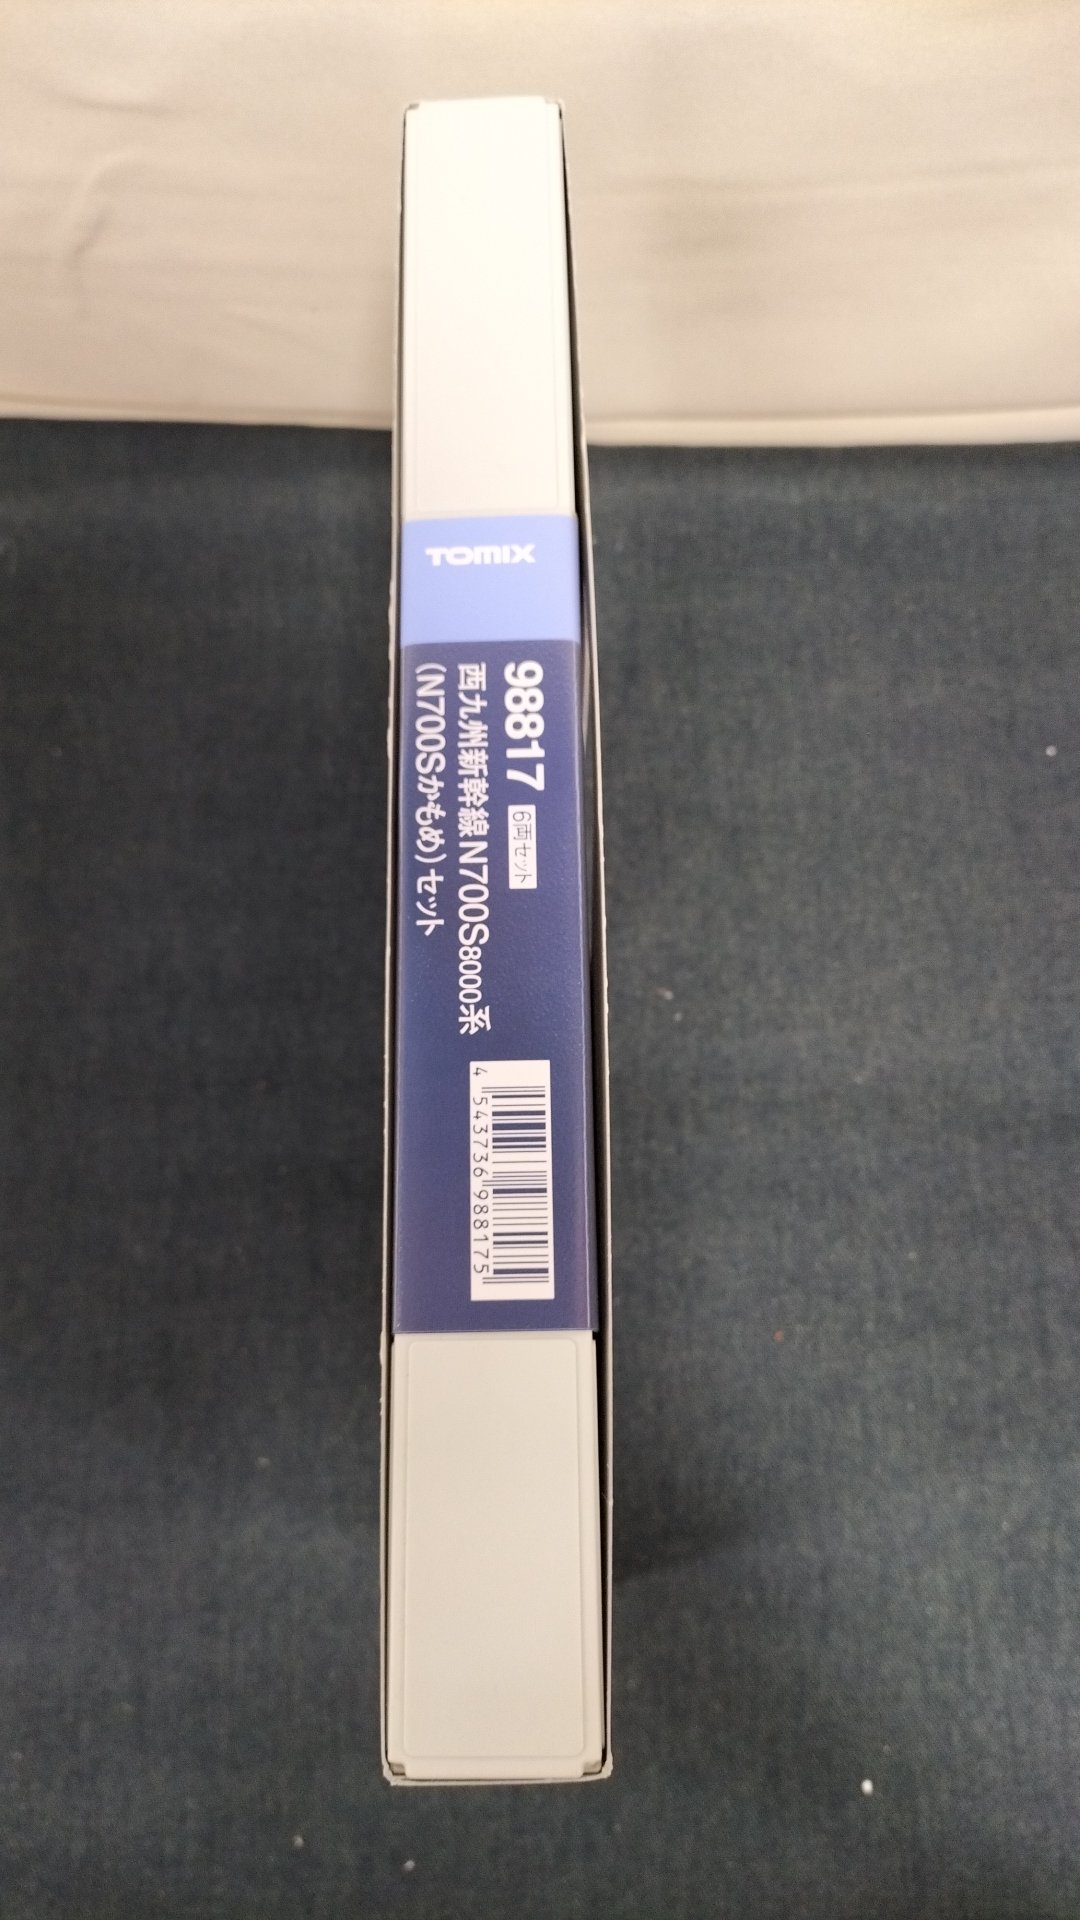 TOMIX
98817 6両セット
西九州新幹線N700S8000系
(N700Sかもめ)セット
4 543736 988175